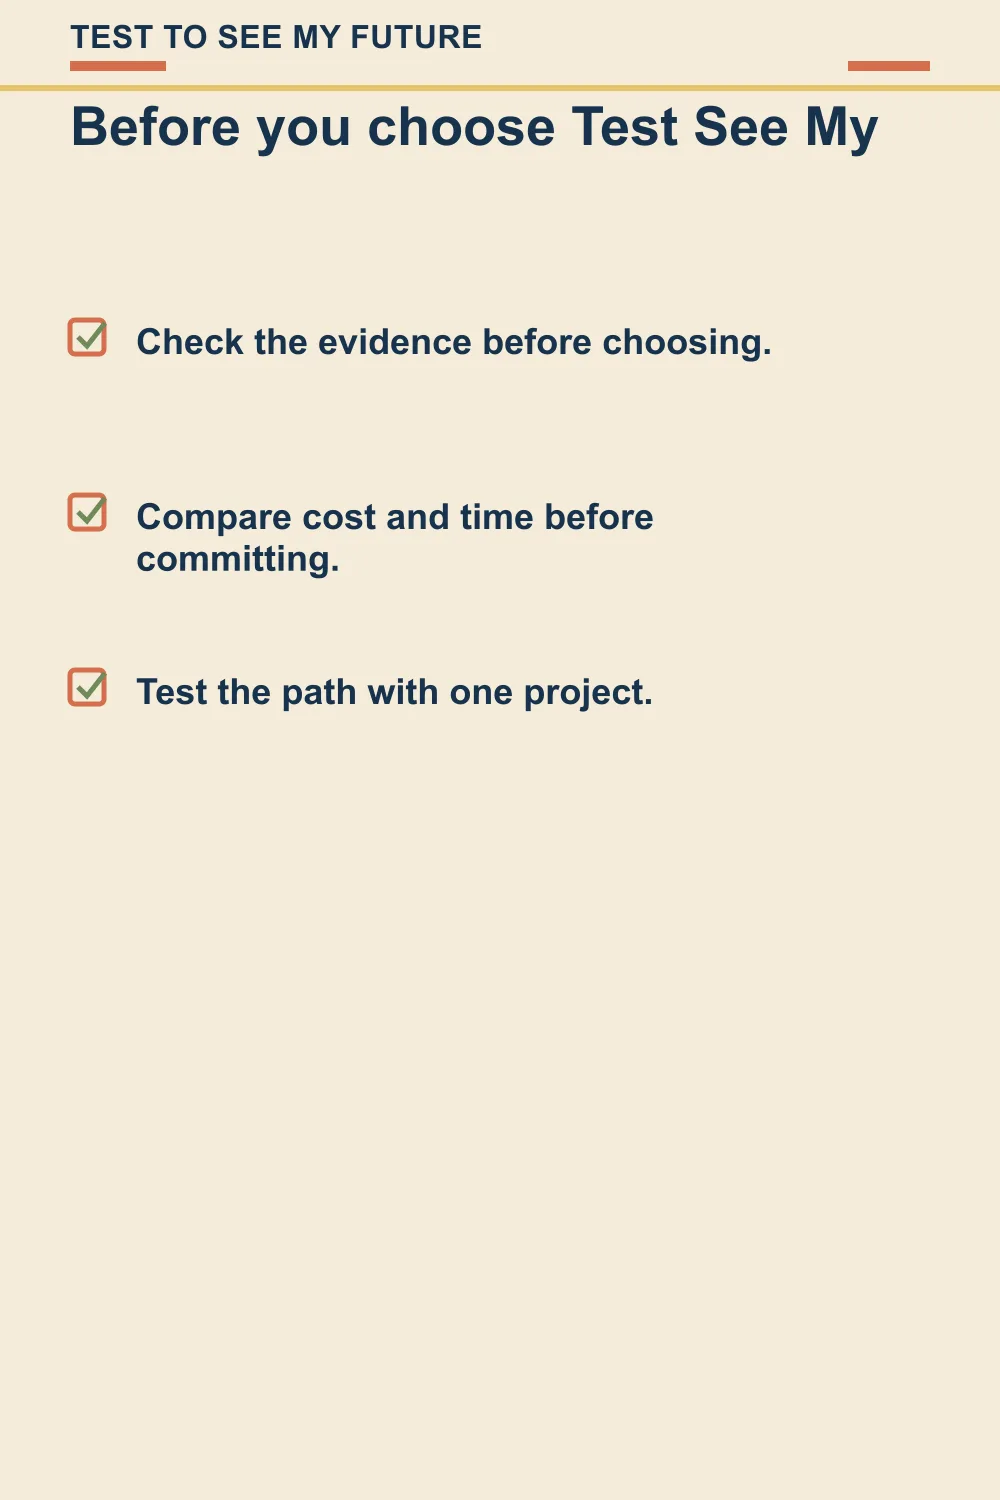 TEST TO SEE MY FUTURE
Before you choose Test See My
Check the evidence before choosing.
Compare cost and time before
committing.
Test the path with one project.